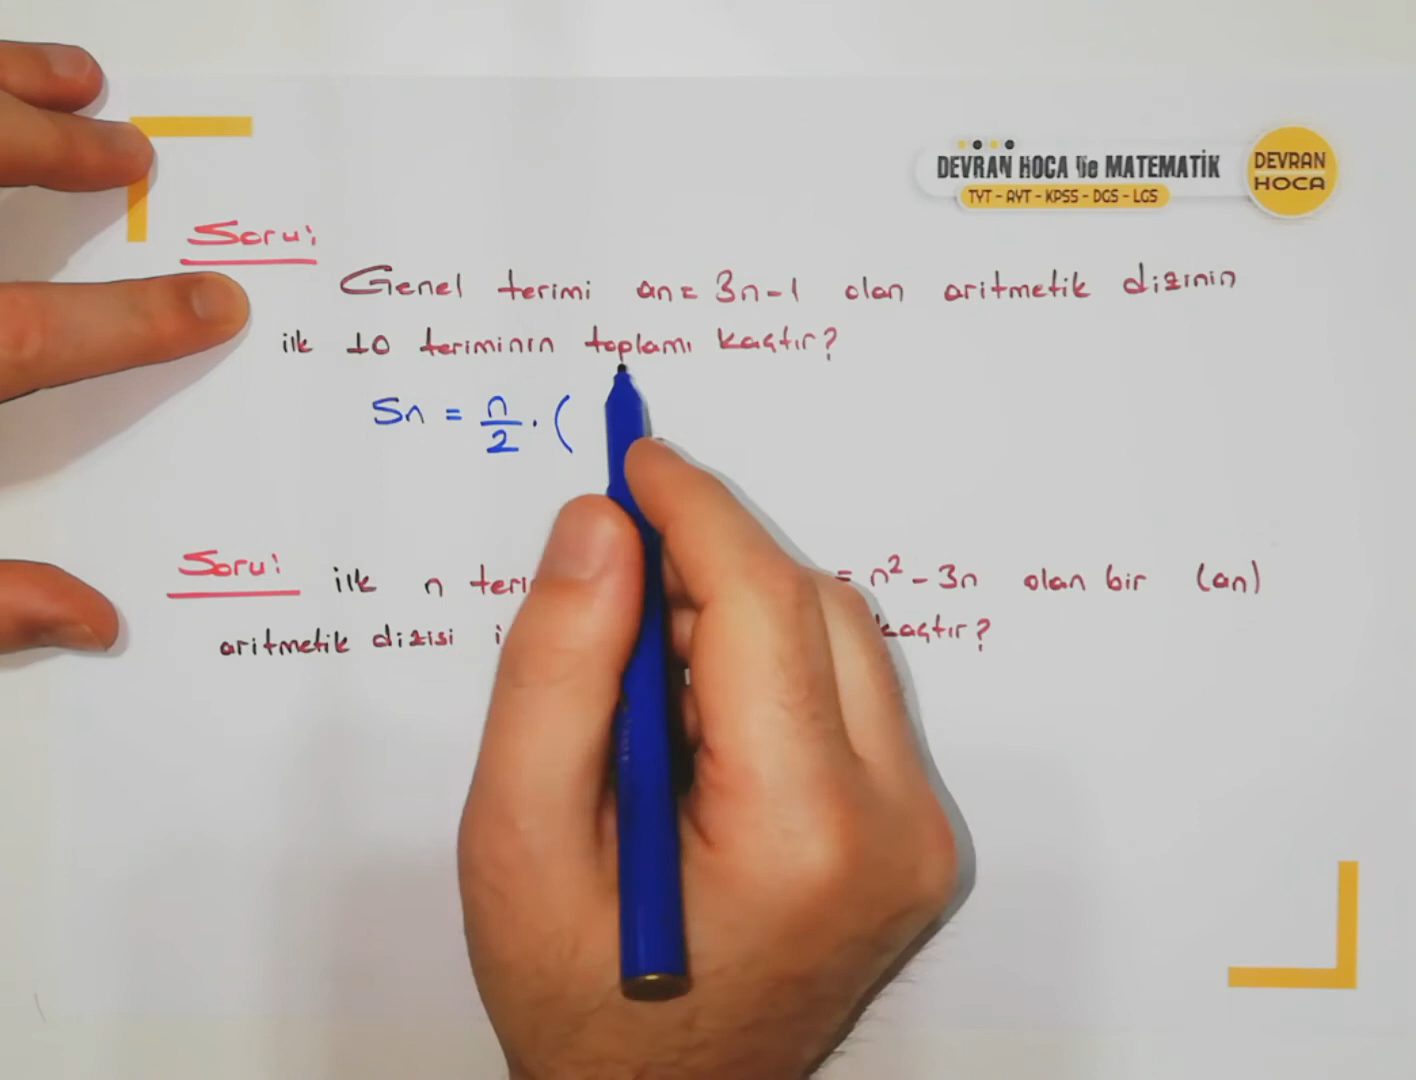 DEVRAN HOCA ile MATEMATİK
TYT - AYT - KPSS - DGS - LGS
DEVRAN
HOCA
Soru:
Genel terimi an = 3n-1 olan aritmetik dizinin
ilk 10 teriminin toplamı kaçtır?
Sn = n/2 . (
Soru: ilk n = n² - 3n olan bir (an)
aritmetik dizisi kaçtır?